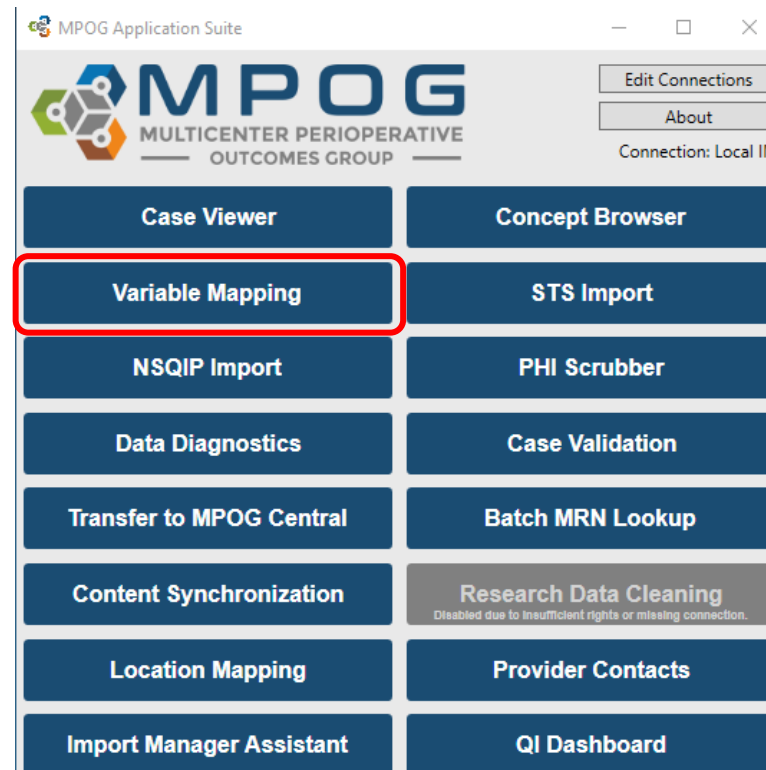 MPOG Application Suite
MPOG
MULTICENTER PERIOPERATIVE
OUTCOMES GROUP
Edit Connections
About
Connection: Local
Case Viewer
Concept Browser
Variable Mapping
STS Import
NSQIP Import
PHI Scrubber
Data Diagnostics
Case Validation
Transfer to MPOG Central
Batch MRN Lookup
Content Synchronization
Research Data Cleaning
Disabled due to insufficient rights or missing connection.
Location Mapping
Provider Contacts
Import Manager Assistant
QI Dashboard